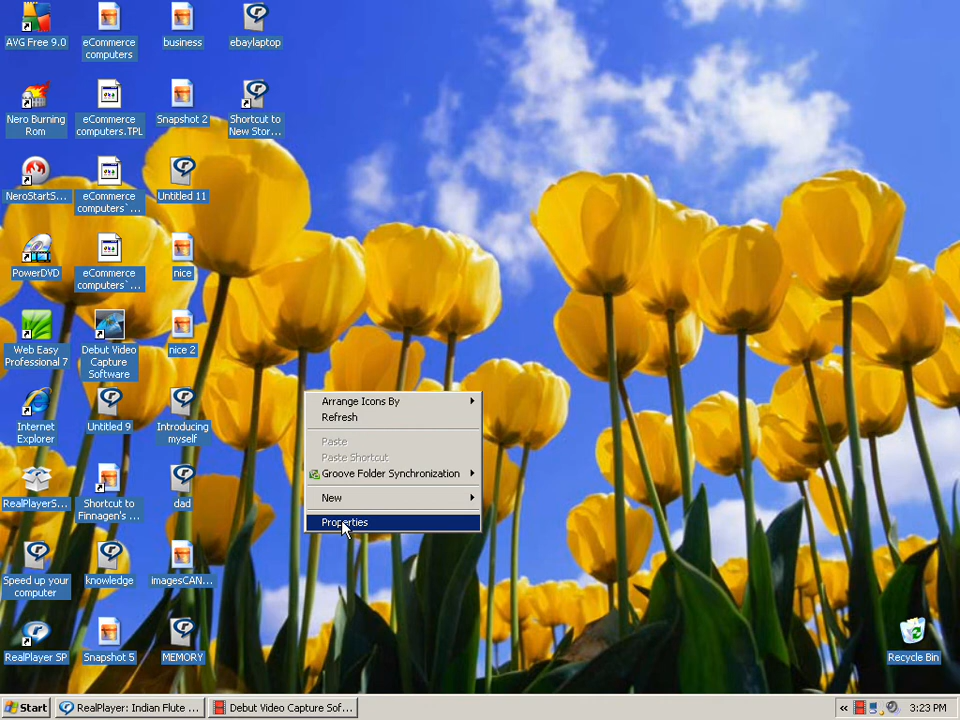 AVG Free 9.0
eCommerce
computers
business
ebaylaptop
Nero Burning
Rom
eCommerce
computers.TPL
Snapshot 2
Shortcut to
New Stor...
NeroStartS...
eCommerce
computers`...
Untitled 11
PowerDVD
eCommerce
computers`...
nice
Web Easy
Professional 7
Debut Video
Capture
Software
nice 2
Internet
Explorer
Untitled 9
Introducing
myself
RealPlayerS...
Shortcut to
Finnagen's ...
dad
Speed up your
computer
knowledge
imagesCAN...
RealPlayer SP
Snapshot 5
MEMORY
Arrange Icons By
Refresh
Paste
Paste Shortcut
Groove Folder Synchronization
New
Properties
Recycle Bin
Start
RealPlayer: Indian Flute ...
Debut Video Capture Sof...
3:23 PM